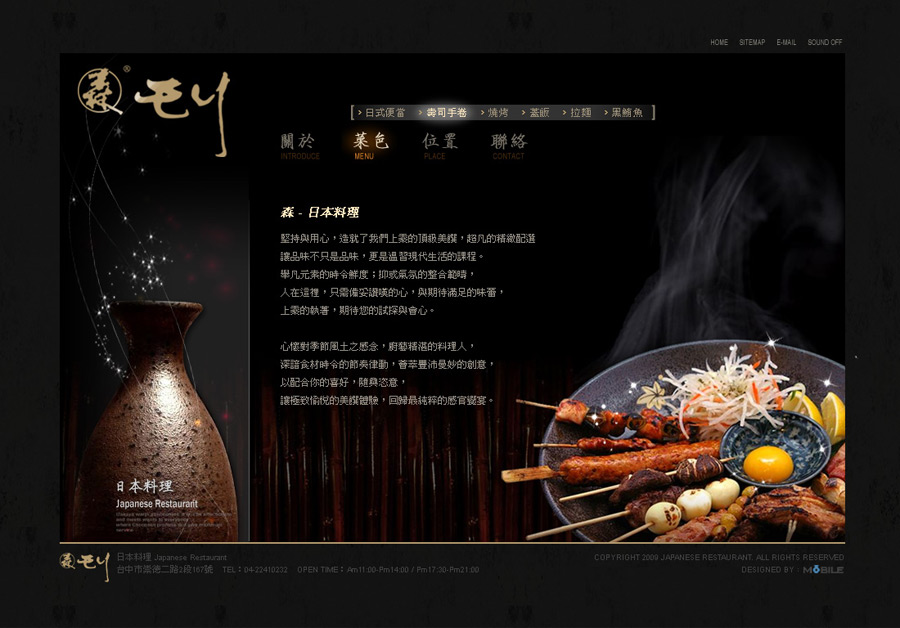 HOME SITEMAP E-MAIL SOUND OFF
森 ® 毛リ
日式便當 壽司手卷 燒烤 蓋飯 拉麵 黑鮪魚
關於 菜色 位置 聯絡
INTRODUCE MENU PLACE CONTACT
森 - 日本料理
堅持與用心，造就了我們上乘的頂級美饌，超凡的精緻配選
讓品味不只是品味，更是過習現代生活的課程。
舉凡元素的時令鮮度；抑或氣氛的整合範疇，
人在這裡，只需備妥讚嘆的心，與期待滿足的味蕾，
上乘的執著，期待您的試探與會心。
心懷對季節風土之感念，廚藝精湛的料理人，
深諳食材時令的節奏律動，薈萃豐沛曼妙的創意，
以配合你的喜好，隨興恣意，
讓極致愉悅的美饌體驗，回歸最純粹的感官饗宴。
日本料理
Japanese Restaurant
森 毛リ
日本料理 Japanese Restaurant
台中市崇德二路2段167號 TEL：04-22410232 OPEN TIME：Am11:00-Pm14:00 / Pm17:30-Pm21:00
COPYRIGHT 2009 JAPANESE RESTAURANT. ALL RIGHTS RESERVED
DESIGNED BY : MOBILE